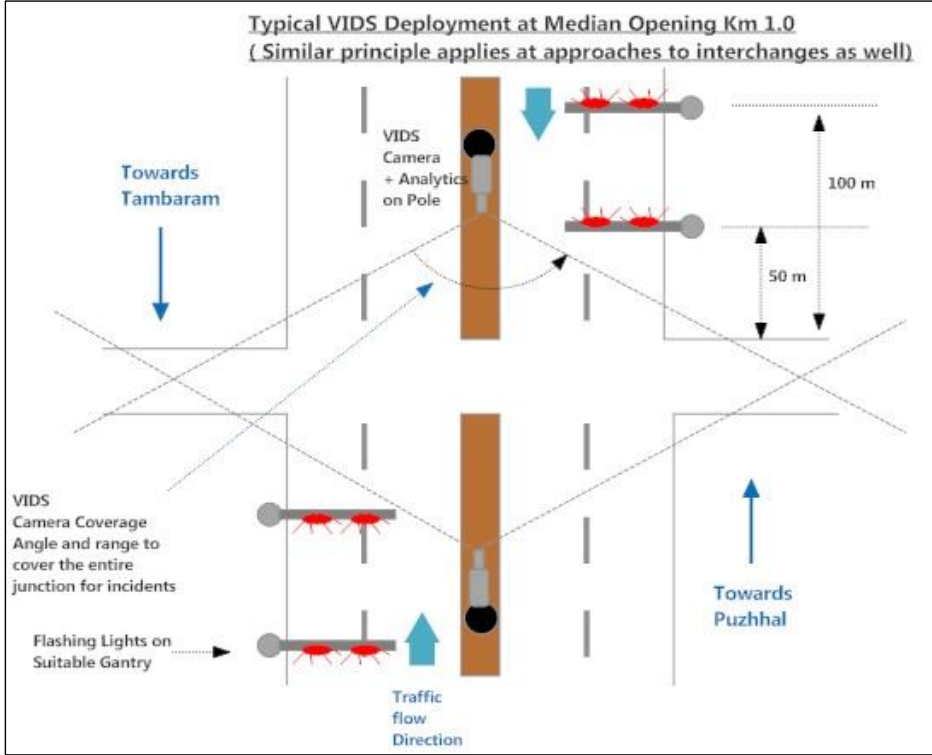 Typical VIDS Deployment at Median Opening Km 1.0
( Similar principle applies at approaches to interchanges as well)
VIDS
Camera
+ Analytics
on Pole
Towards
Tambaram
100 m
50 m
VIDS
Camera Coverage
Angle and range to
cover the entire
junction for incidents
Towards
Puzhhal
Flashing Lights on
Suitable Gantry
Traffic
flow
Direction